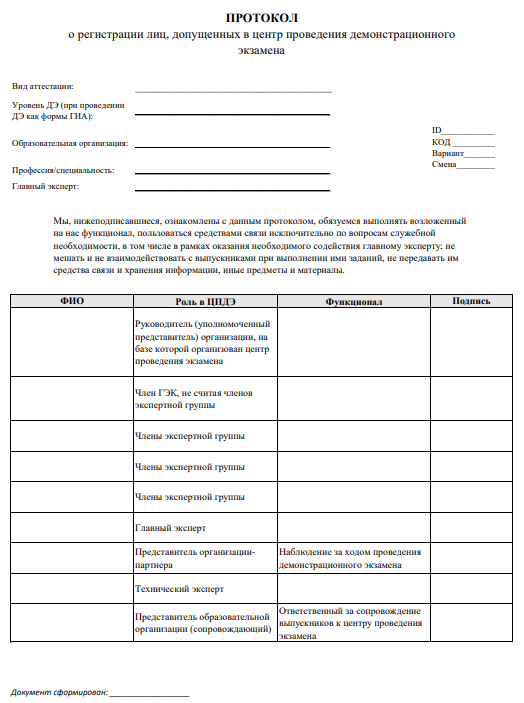 ПРОТОКОЛ
о регистрации лиц, допущенных в центр проведения демонстрационного
экзамена
Вид аттестации: ____________________
Уровень ДЭ (при проведении
ДЭ как формы ГИА): ____________________
ID____________
Образовательная организация: ____________________
КОД __________
Вариант_______
Смена_________
Профессия/специальность: ____________________
Главный эксперт: ____________________
Мы, нижеподписавшиеся, ознакомлены с данным протоколом, обязуемся выполнять возложенный
на нас функционал, пользоваться средствами связи исключительно по вопросам служебной
необходимости, в том числе в рамках оказания необходимого содействия главному эксперту; не
мешать и не взаимодействовать с выпускниками при выполнении ими заданий, не передавать им
средства связи и хранения информации, иные предметы и материалы.
ФИО Роль в ЦПДЭ Функционал Подпись
Руководитель (уполномоченный
представитель) организации, на
базе которой организован центр
проведения экзамена
Член ГЭК, не считая членов
экспертной группы
Члены экспертной группы
Члены экспертной группы
Члены экспертной группы
Главный эксперт
Представитель организации-
партнера
Наблюдение за ходом проведения
демонстрационного экзамена
Технический эксперт
Представитель образовательной
организации (сопровождающий)
Ответственный за сопровождение
выпускников к центру проведения
экзамена
Документ сформирован: __________________